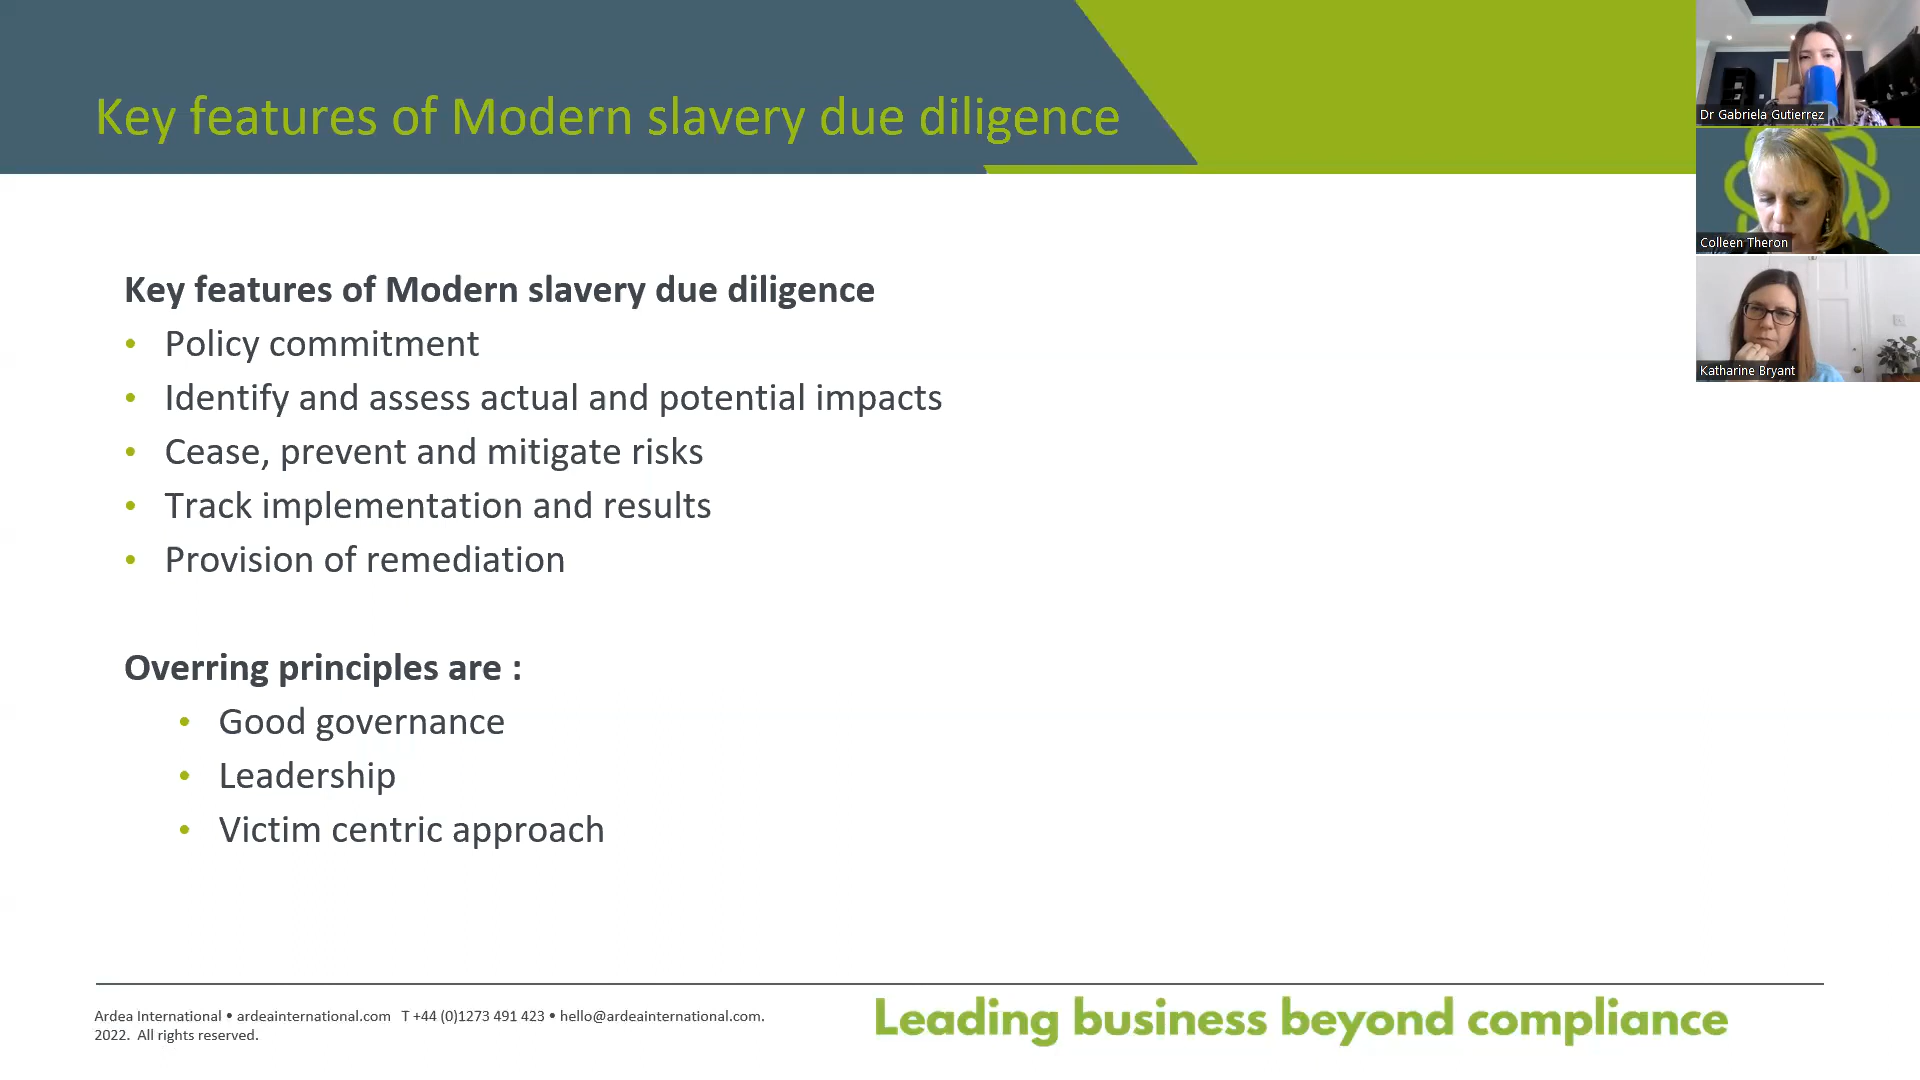 Key features of Modern slavery due diligence
Dr Gabriela Gutierrez
Colleen Theron
Katharine Bryant
Key features of Modern slavery due diligence
• Policy commitment
• Identify and assess actual and potential impacts
• Cease, prevent and mitigate risks
• Track implementation and results
• Provision of remediation
Overring principles are :
• Good governance
• Leadership
• Victim centric approach
Ardea International • ardeainternational.com T +44 (0)1273 491 423 • hello@ardeainternational.com.
2022. All rights reserved.
Leading business beyond compliance